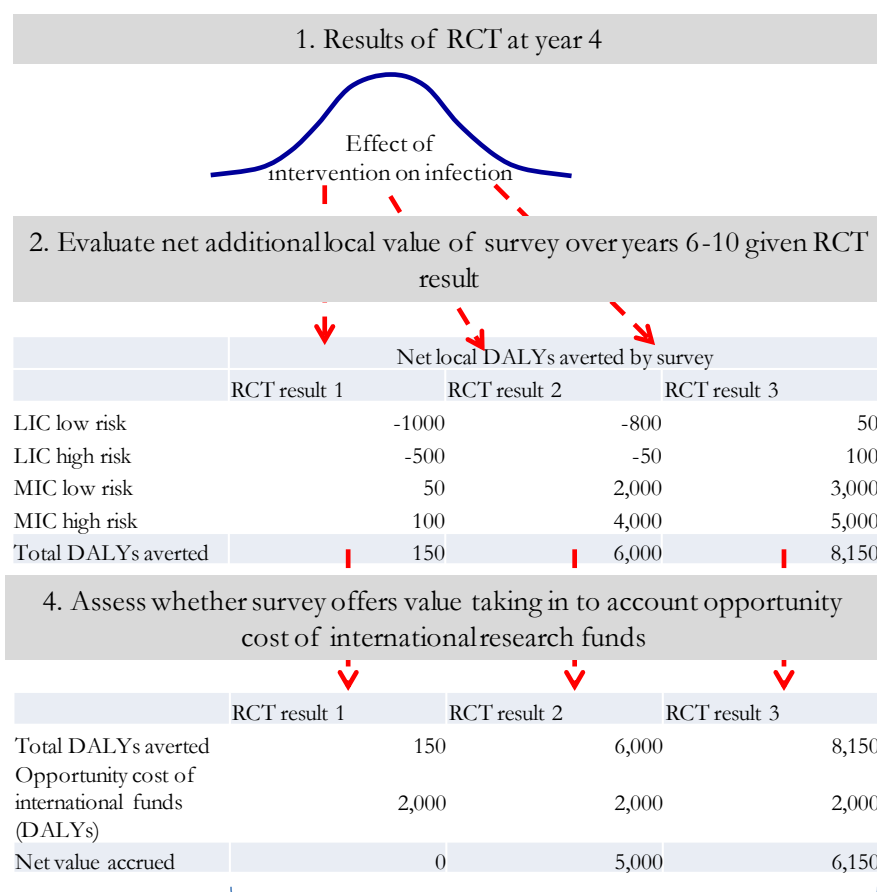 1. Results of RCT at year 4
Effect of
intervention on infection
2. Evaluate net additional local value of survey over years 6-10 given RCT
result
Net local DALYs averted by survey
RCT result 1 RCT result 2 RCT result 3
LIC low risk -1000 -800 50
LIC high risk -500 -50 100
MIC low risk 50 2,000 3,000
MIC high risk 100 4,000 5,000
Total DALYs averted 150 6,000 8,150
4. Assess whether survey offers value taking in to account opportunity
cost of international research funds
RCT result 1 RCT result 2 RCT result 3
Total DALYs averted 150 6,000 8,150
Opportunity cost of
international funds 2,000 2,000 2,000
(DALYs)
Net value accrued 0 5,000 6,150